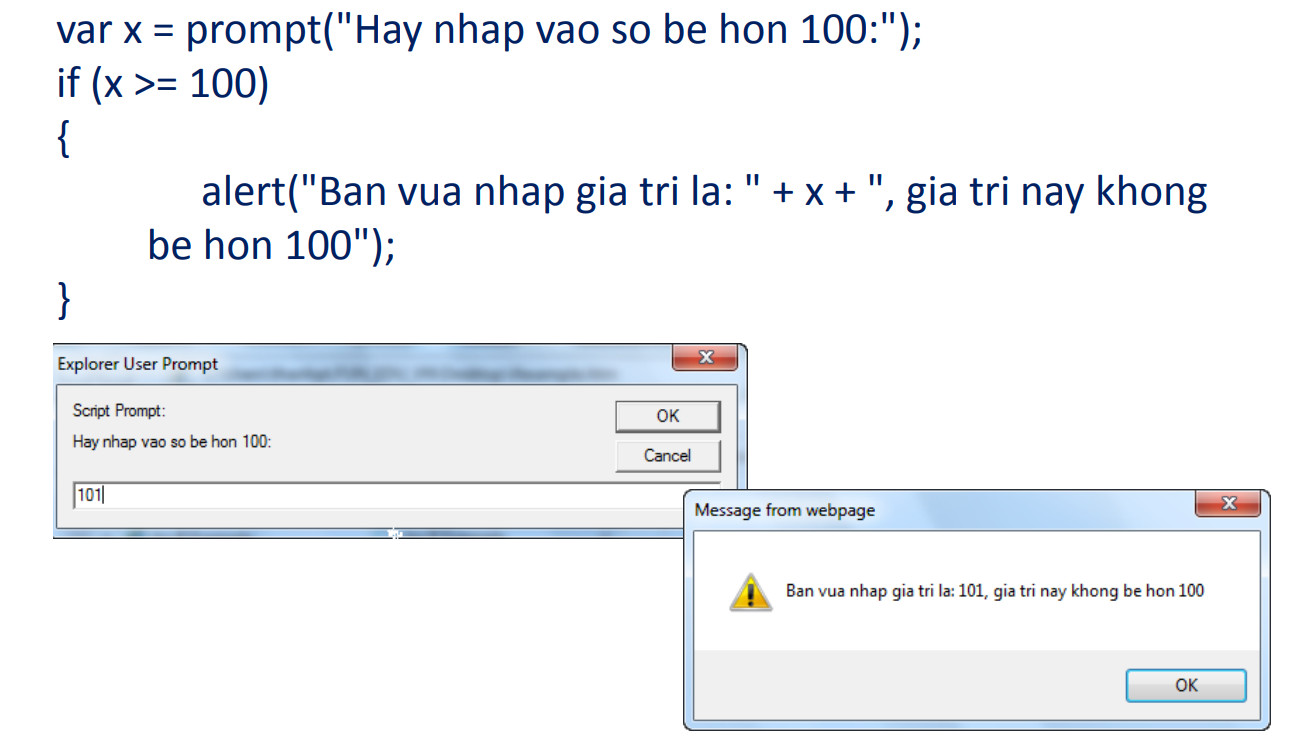 var x = prompt("Hay nhap vao so be hon 100:");
if (x >= 100)
{
alert("Ban vua nhap gia tri la: " + x + ", gia tri nay khong
be hon 100");
}
Explorer User Prompt
Script Prompt:
OK
Hay nhap vao so be hon 100:
Cancel
101
Message from webpage
Ban vua nhap gia tri la: 101, gia tri nay khong be hon 100
OK